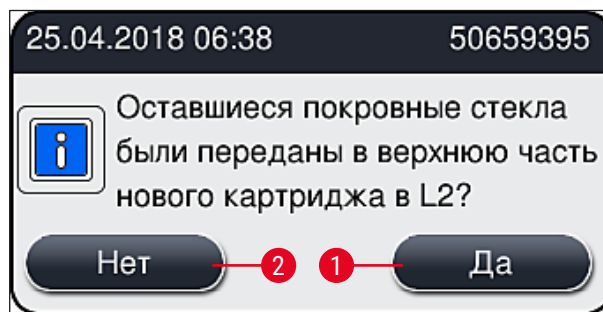 25.04.2018 06:38 50659395
Оставшиеся покровные стекла
были переданы в верхнюю часть
нового картриджа в L2?
Нет 2 1 Да